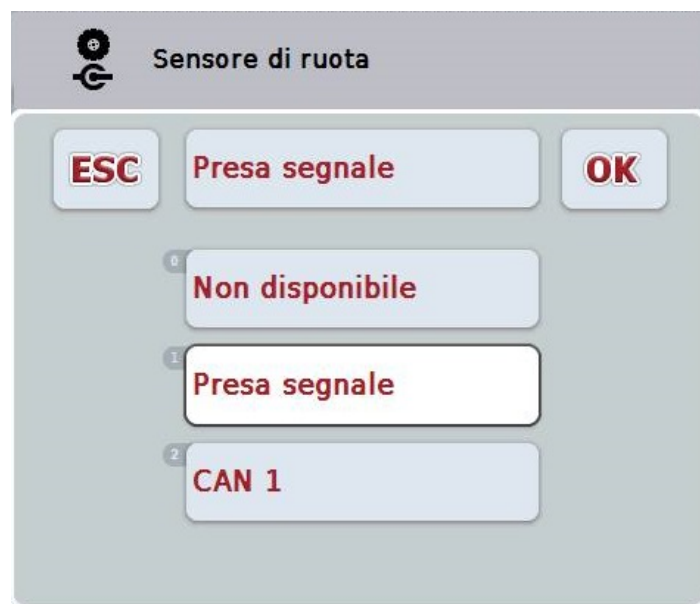 Sensore di ruota
ESC
Presa segnale
OK
0
Non disponibile
1
Presa segnale
2
CAN 1